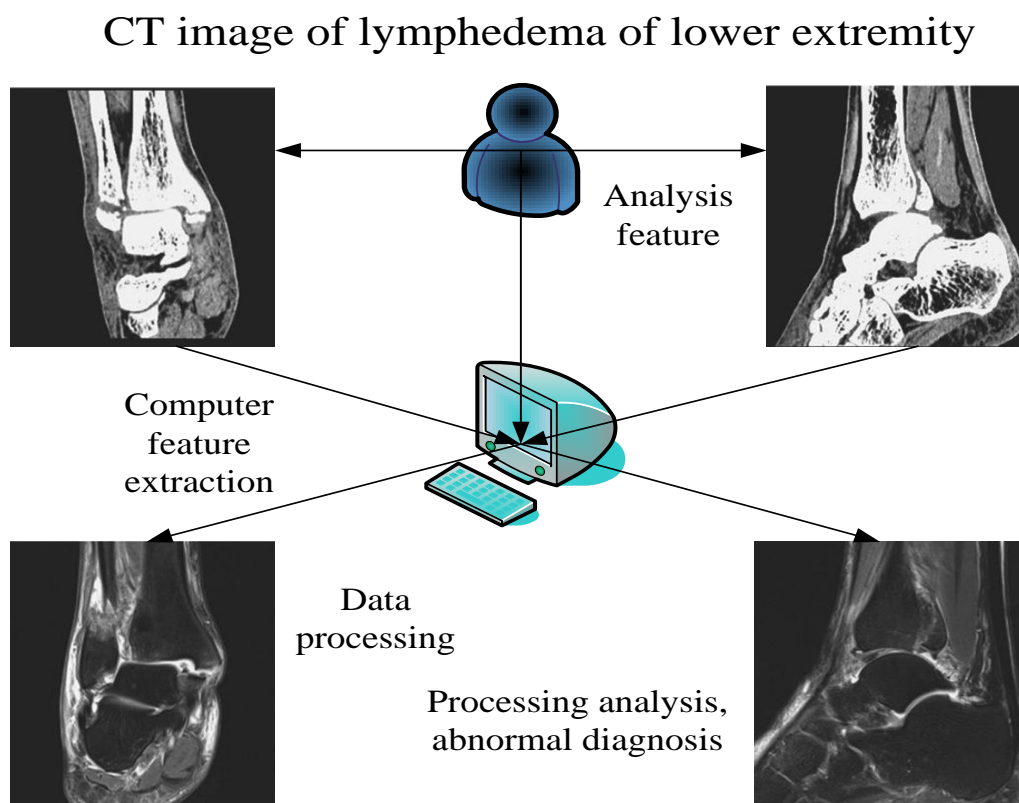 CT image of lymphedema of lower extremity
Analysis
feature
Computer
feature
extraction
Data
processing
Processing analysis,
abnormal diagnosis